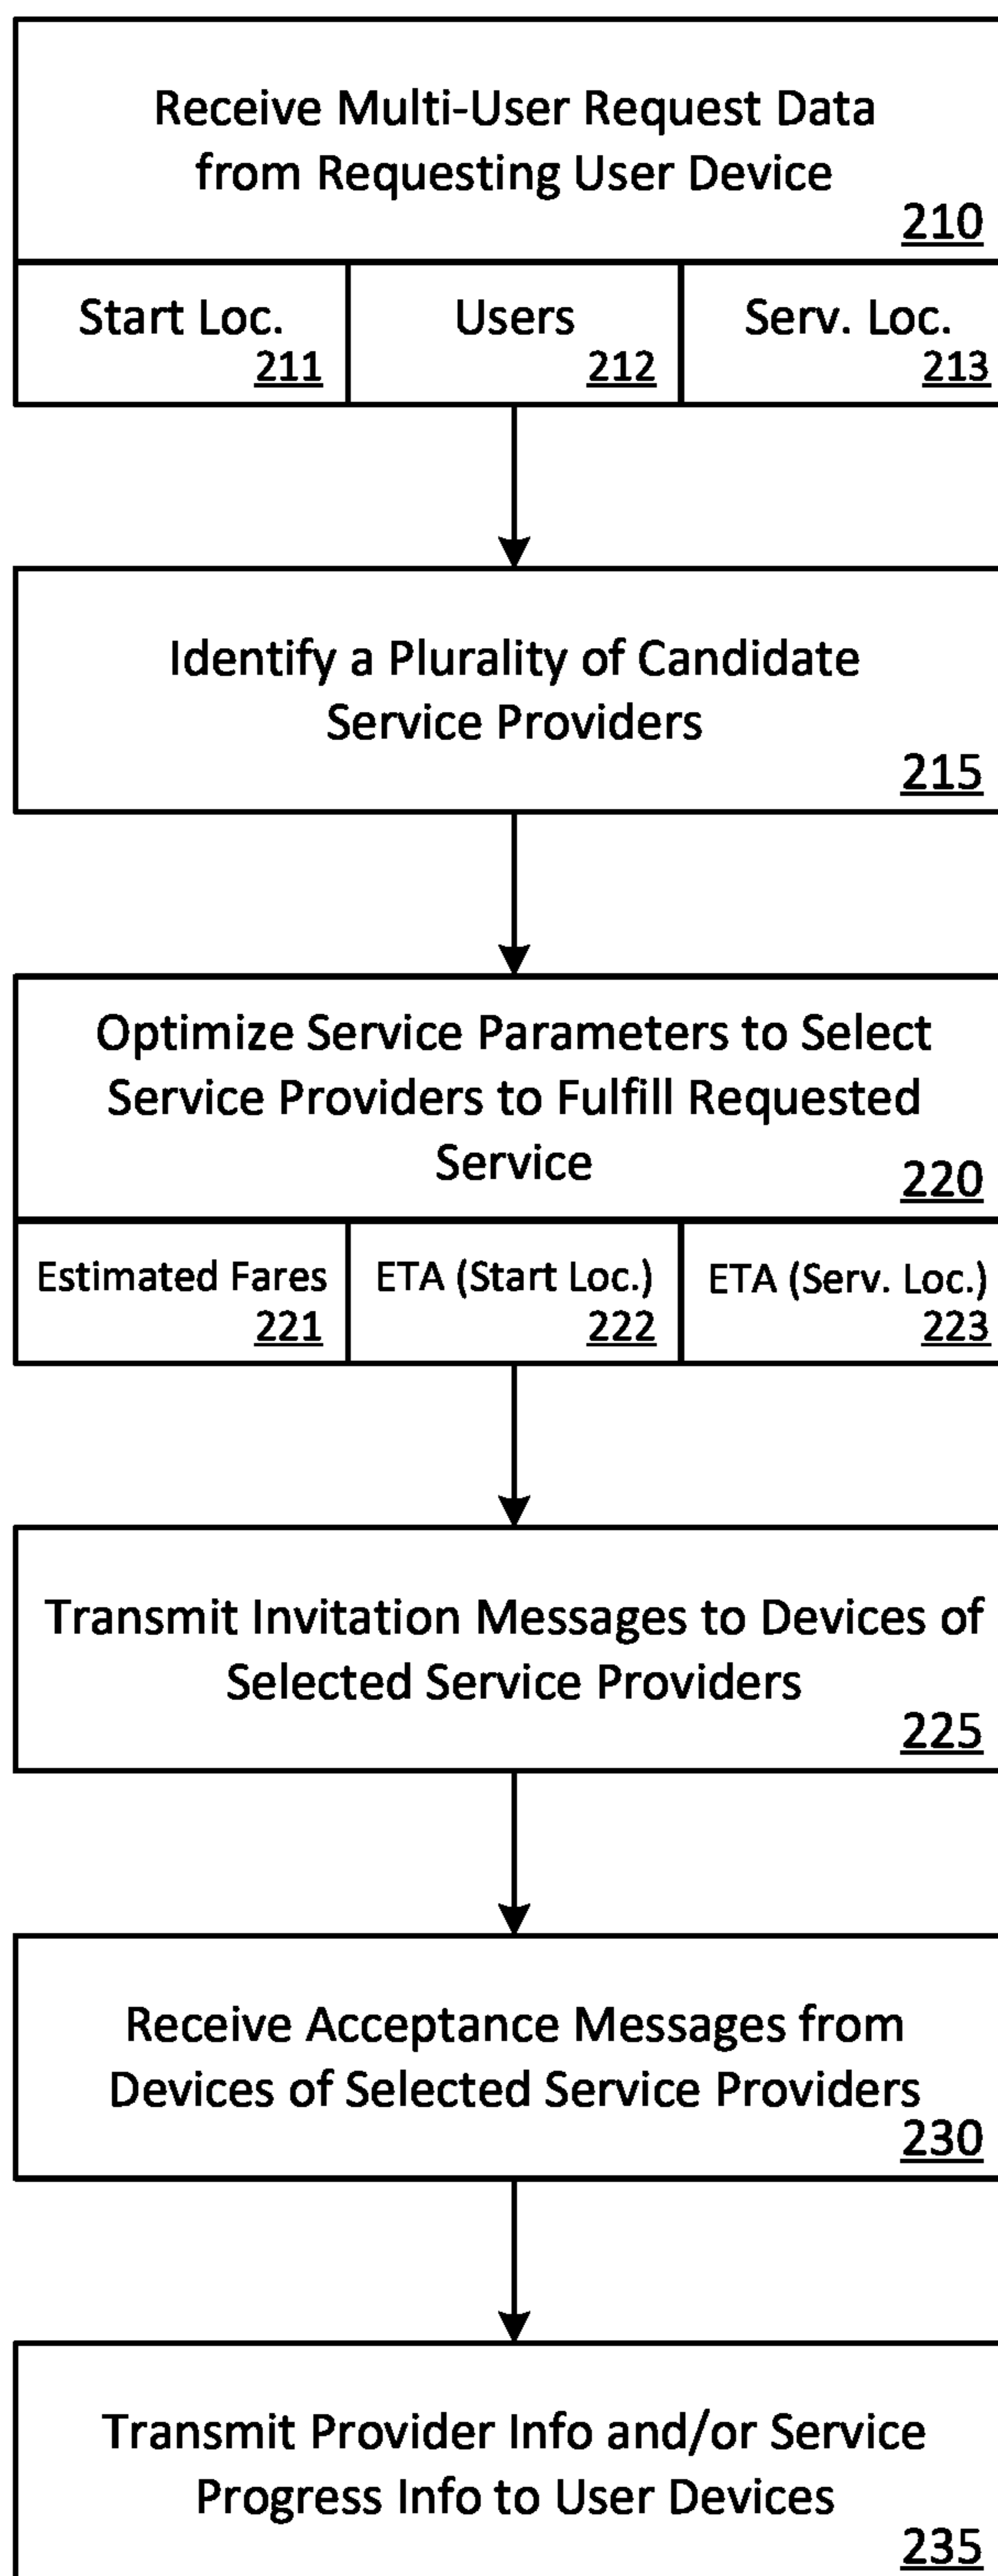 Receive Multi-User Request Data
from Requesting User Device
210
Start Loc.
211
Users
212
Serv. Loc.
213
Identify a Plurality of Candidate
Service Providers
215
Optimize Service Parameters to Select
Service Providers to Fulfill Requested
Service
220
Estimated Fares
221
ETA (Start Loc.)
222
ETA (Serv. Loc.)
223
Transmit Invitation Messages to Devices of
Selected Service Providers
225
Receive Acceptance Messages from
Devices of Selected Service Providers
230
Transmit Provider Info and/or Service
Progress Info to User Devices
235